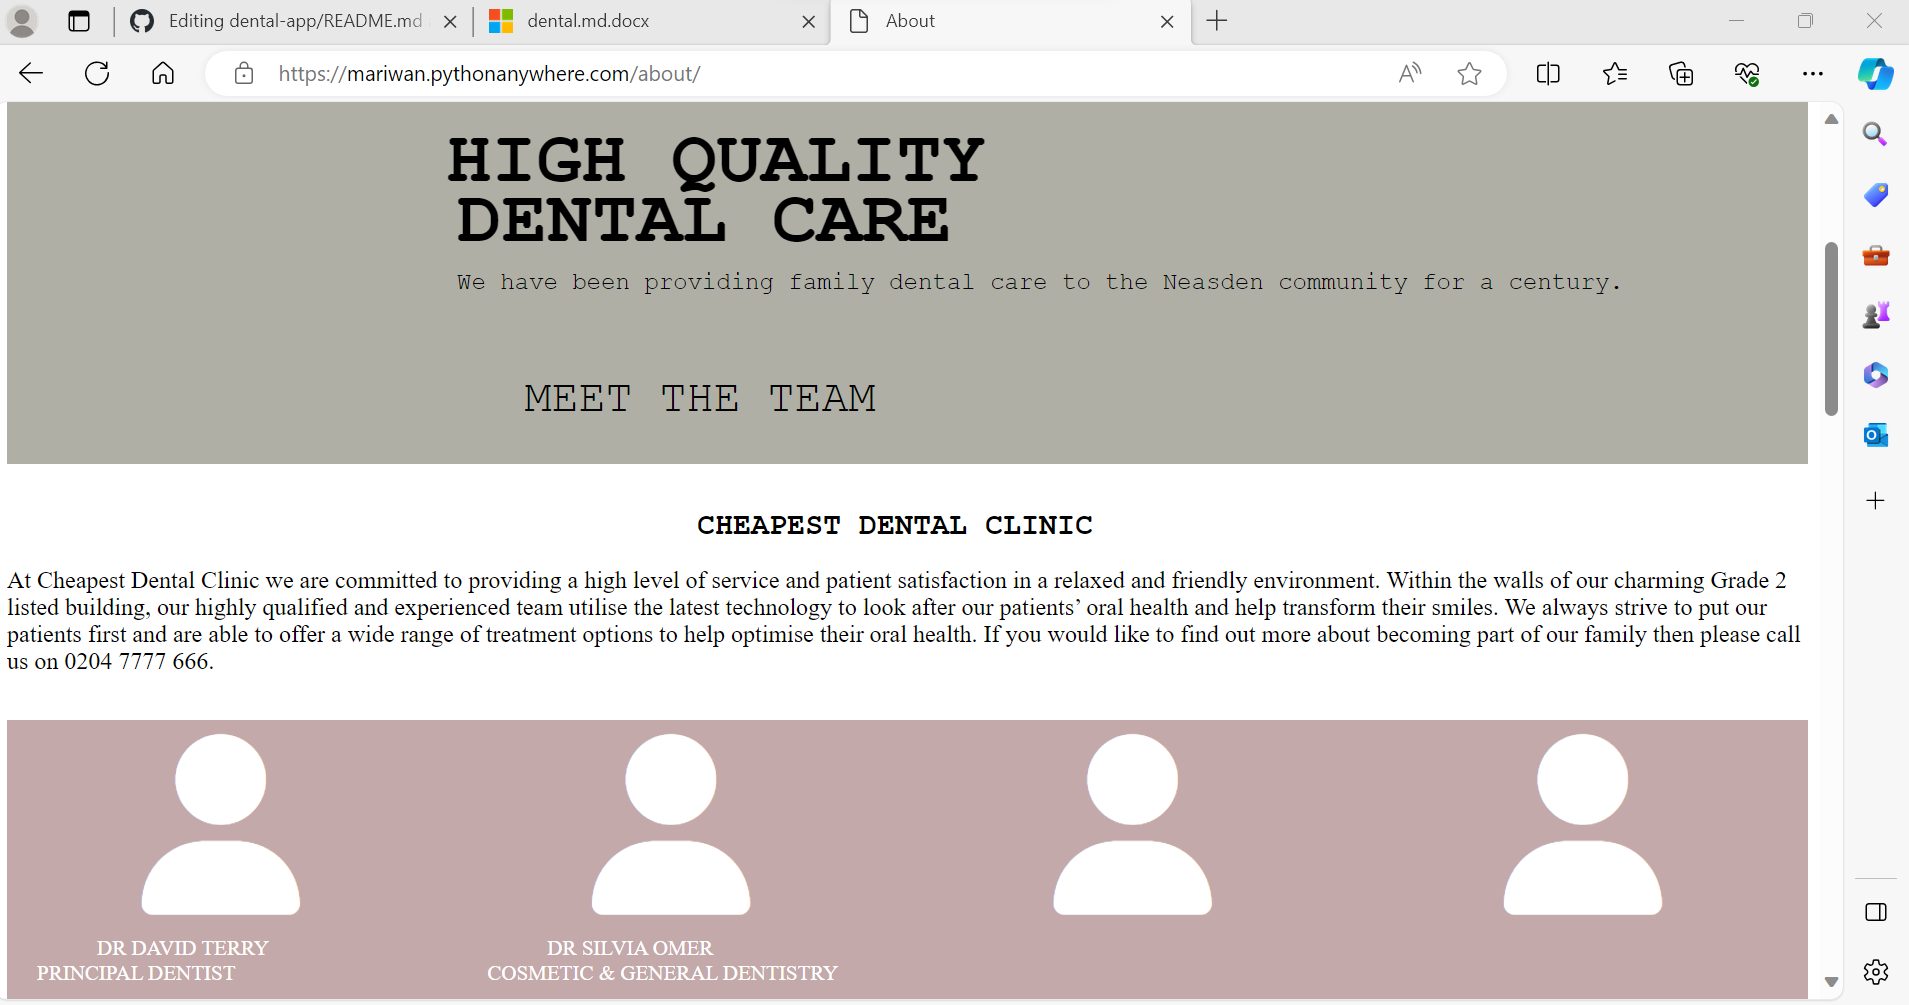 Editing dental-app/README.md
dental.md.docx
About
https://mariwan.pythonanywhere.com/about/
HIGH QUALITY
DENTAL CARE
We have been providing family dental care to the Neasden community for a century.
MEET THE TEAM
CHEAPEST DENTAL CLINIC
At Cheapest Dental Clinic we are committed to providing a high level of service and patient satisfaction in a relaxed and friendly environment. Within the walls of our charming Grade 2
listed building, our highly qualified and experienced team utilise the latest technology to look after our patients’ oral health and help transform their smiles. We always strive to put our
patients first and are able to offer a wide range of treatment options to help optimise their oral health. If you would like to find out more about becoming part of our family then please call
us on 0204 7777 666.
DR DAVID TERRY
PRINCIPAL DENTIST
DR SILVIA OMER
COSMETIC & GENERAL DENTISTRY